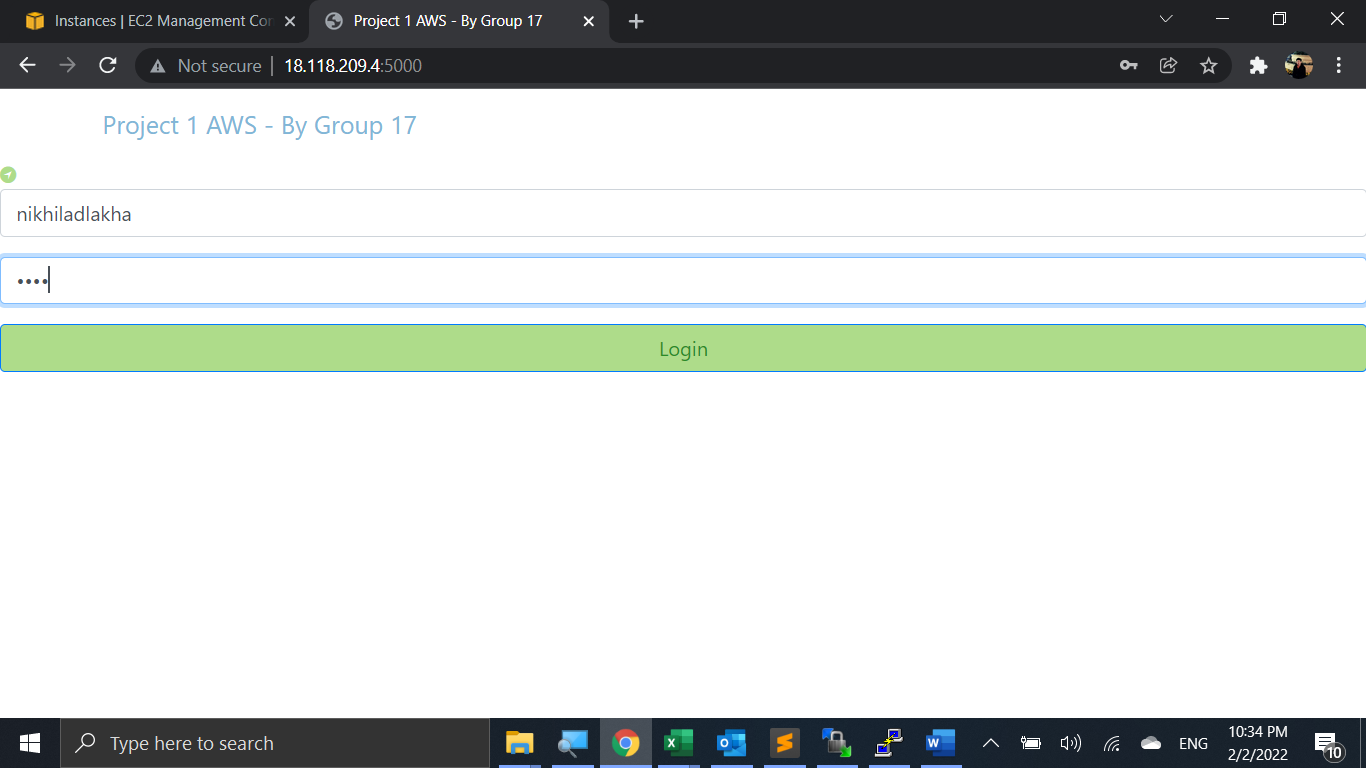 Instances | EC2 Management Con
Project 1 AWS - By Group 17
Not secure | 18.118.209.4:5000
Project 1 AWS - By Group 17
nikhiladlakha
••••
Login
Type here to search
ENG
10:34 PM
2/2/2022
10